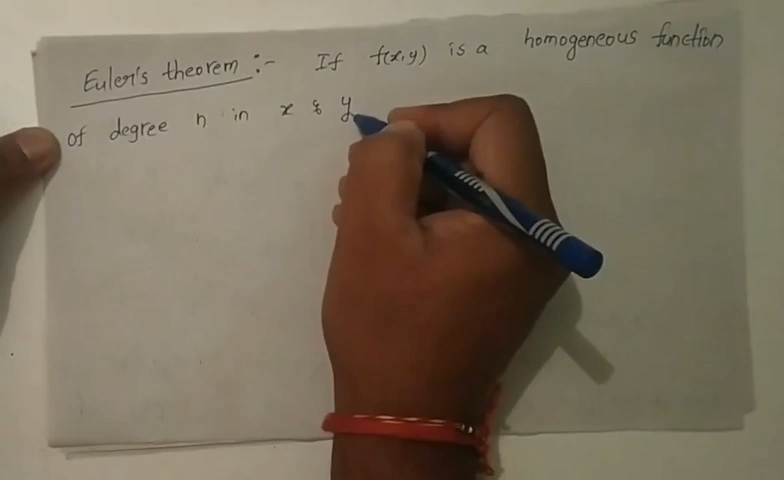 Euler's theorem :- If f(x,y) is a homogeneous function
of degree n in x & y